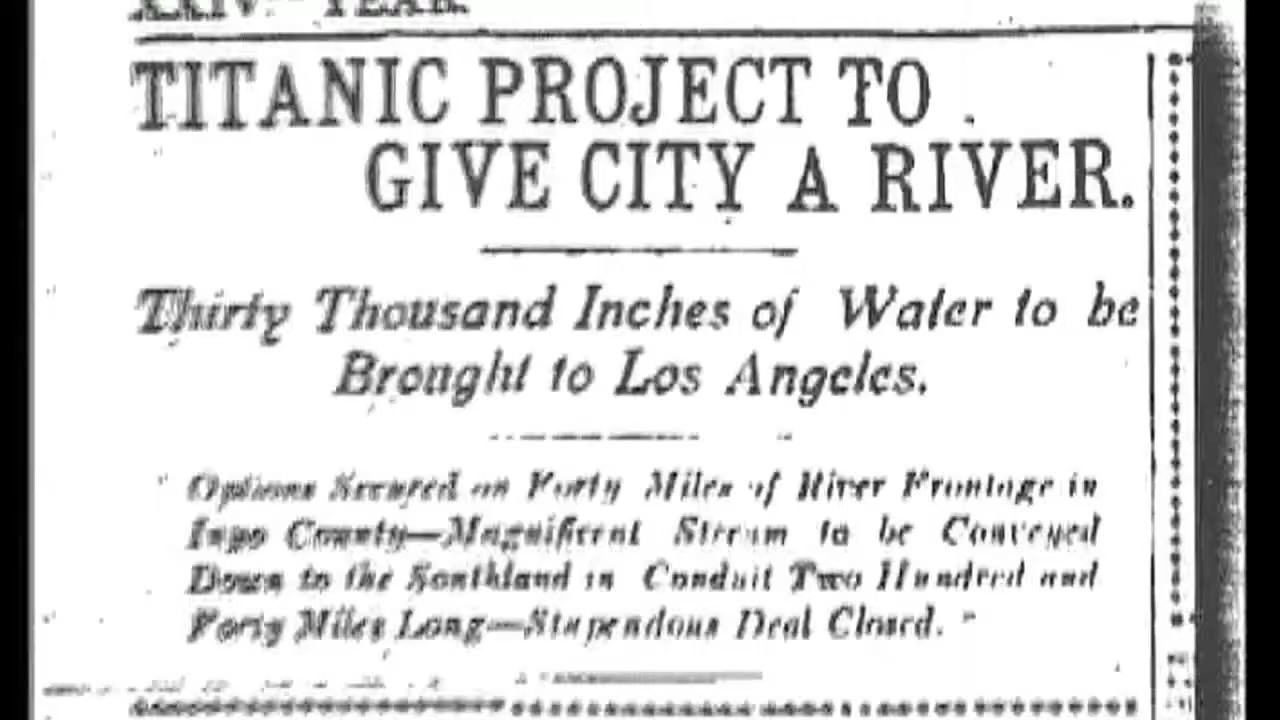 XXIV— YEAR.
TITANIC PROJECT TO
GIVE CITY A RIVER.
Thirty Thousand Inches of Water to be
Brought to Los Angeles.
Options Secured on Forty Miles of River Frontage in
Inyo County—Magnificent Stream to be Conveyed
Down to the Southland in Conduit Two Hundred and
Forty Miles Long—Stupendous Deal Closed.